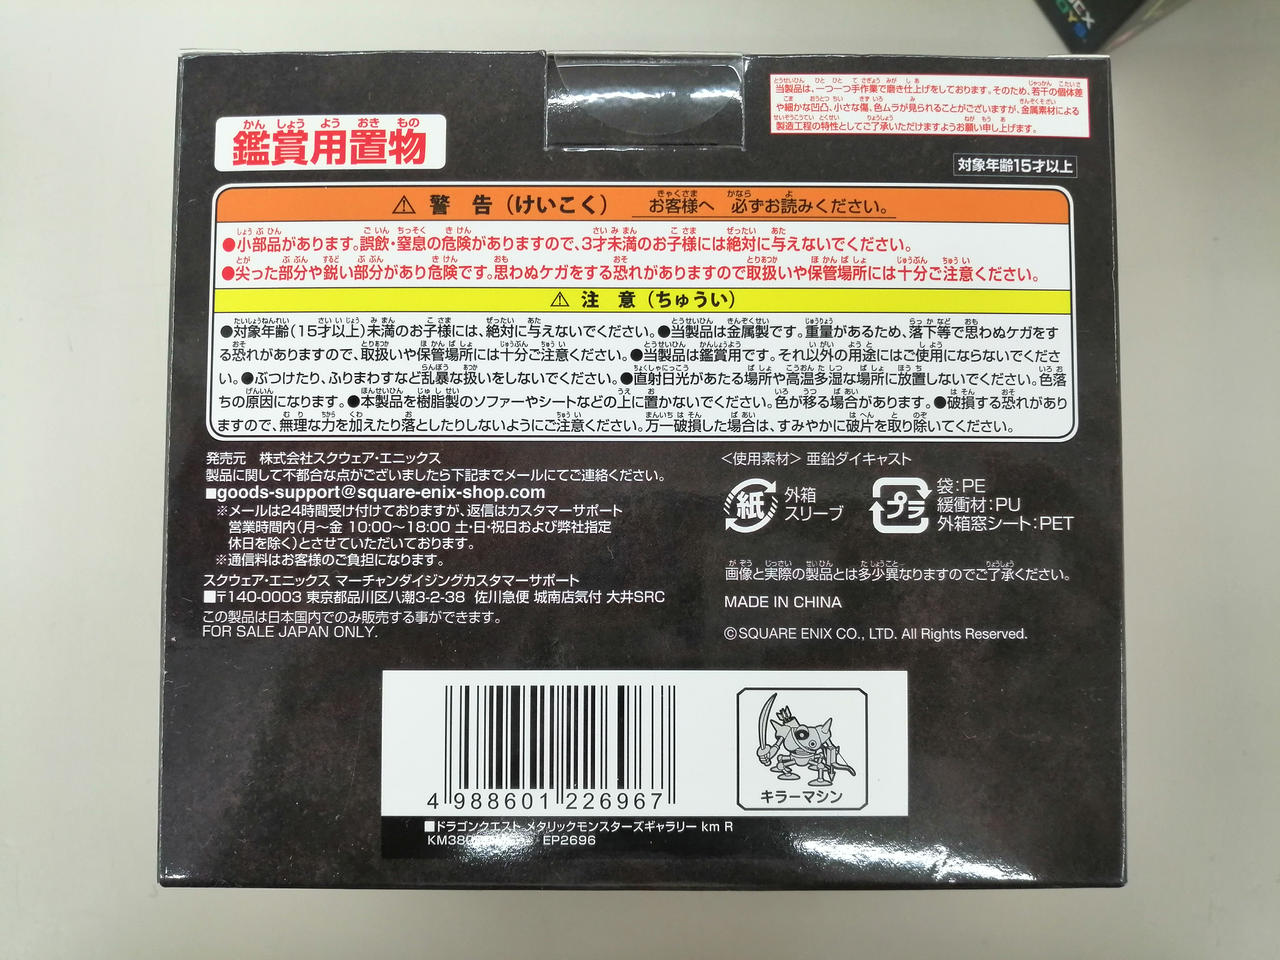 当製品は、一つ一つ手作業で磨き仕上げをしております。そのため、若干の個体差
や細かな凹凸、小さな傷、色ムラが見られることがございますが、金属素材による
製造工程の特性としてご了承いただけますようお願い申し上げます。
かんしょうようおきもの
鑑賞用置物
対象年齢15才以上
⚠ 警 告（けいこく） お客様へ 必ずお読みください。
●小部品があります。誤飲・窒息の危険がありますので、3才未満のお子様には絶対に与えないでください。
●尖った部分や鋭い部分があり危険です。思わぬケガをする恐れがありますので取扱いや保管場所には十分ご注意ください。
⚠ 注 意（ちゅうい）
●対象年齢（15才以上）未満のお子様には、絶対に与えないでください。●当製品は金属製です。重量があるため、落下等で思わぬケガをす
る恐れがありますので、取扱いや保管場所には十分ご注意ください。●当製品は鑑賞用です。それ以外の用途にはご使用にならないでくださ
い。●ぶつけたり、ふりまわすなど乱暴な扱いをしないでください。●直射日光があたる場所や高温多湿な場所に放置しないでください。色落
ちの原因になります。●本製品を樹脂製のソファーやシートなどの上に置かないでください。色が移る場合があります。●破損する恐れがあり
ますので、無理な力を加えたり落としたりしないようにご注意ください。万一破損した場合は、すみやかに破片を取り除いてください。
発売元 株式会社スクウェア・エニックス
製品に関して不都合な点がございましたら下記までメールにてご連絡ください。
■goods-support@square-enix-shop.com
※メールは24時間受け付けておりますが、返信はカスタマーサポート
営業時間内（月～金 10:00～18:00 土・日・祝日および弊社指定
休日を除く）とさせていただいております。
※通信料はお客様のご負担になります。
スクウェア・エニックス マーチャンダイジングカスタマーサポート
■〒140-0003 東京都品川区八潮3-2-38 佐川急便 城南店気付 大井SRC
この製品は日本国内でのみ販売する事ができます。
FOR SALE JAPAN ONLY.
＜使用素材＞ 亜鉛ダイキャスト
紙 外箱
スリーブ
プラ 袋：PE
緩衝材：PU
外箱窓シート：PET
画像と実際の製品とは多少異なりますのでご了承ください。
MADE IN CHINA
©SQUARE ENIX CO., LTD. All Rights Reserved.
4 988601 226967
キラーマシン
■ドラゴンクエスト メタリックモンスターズギャラリー km R
EP2696